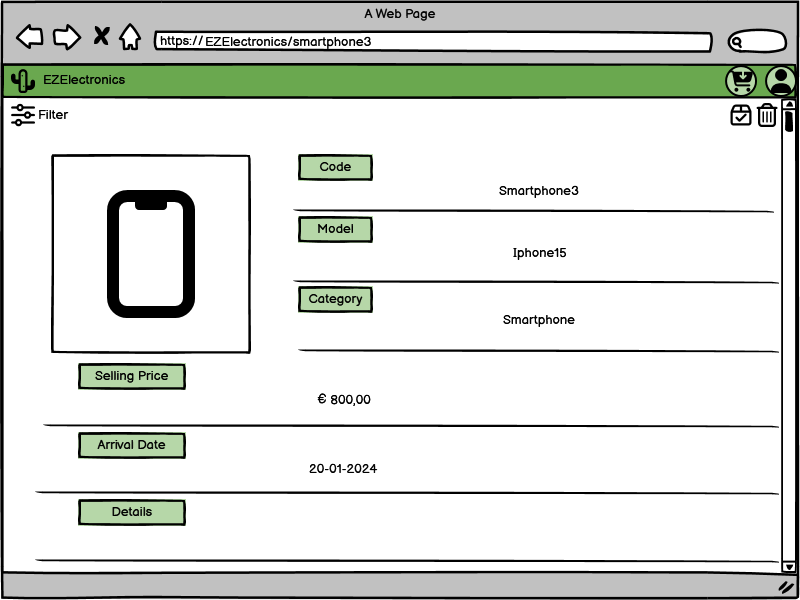 A Web Page
https://EZElectronics/smartphone3
EZElectronics
Filter
Code
Smartphone3
Model
Iphone15
Category
Smartphone
Selling Price
€ 800,00
Arrival Date
20-01-2024
Details